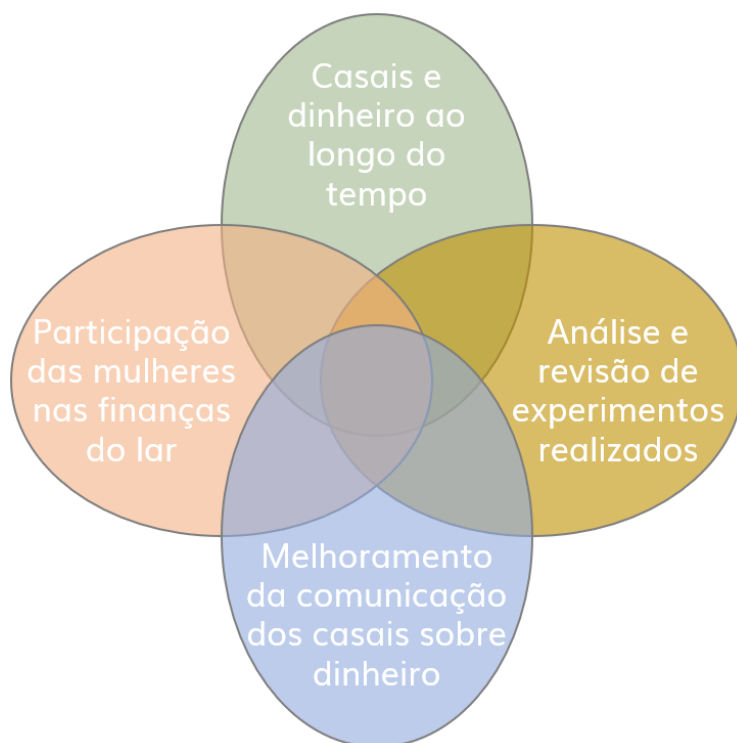 Casais e
dinheiro ao
longo do
tempo
Participação
das mulheres
nas finanças
do lar
Análise e
revisão de
experimentos
realizados
Melhoramento
da comunicação
dos casais sobre
dinheiro